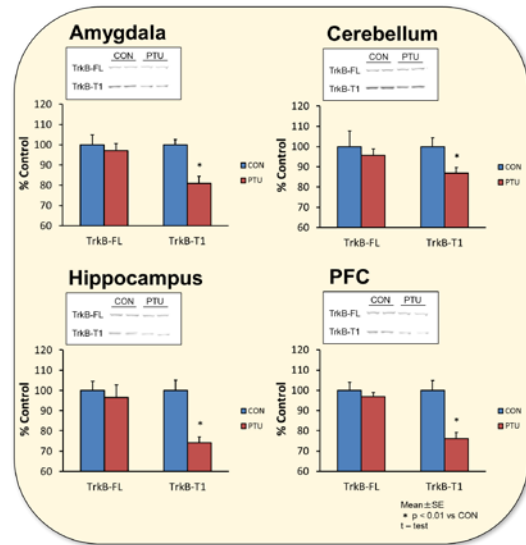 Amygdala
CON PTU
TrkB-FL
TrkB-T1
% Control
120
100
90
80
70
60
TrkB-FL TrkB-T1
*
CON
PTU
Cerebellum
CON PTU
TrkB-FL
TrkB-T1
% Control
120
110
100
90
80
70
60
TrkB-FL TrkB-T1
*
CON
PTU
Hippocampus
CON PTU
TrkB-FL
TrkB-T1
% Control
120
110
100
90
80
70
60
TrkB-FL TrkB-T1
*
CON
PTU
PFC
CON PTU
TrkB-FL
TrkB-T1
% Control
120
110
100
90
80
70
60
TrkB-FL TrkB-T1
*
CON
PTU
Mean±SE
* p < 0.01 vs CON
t – test